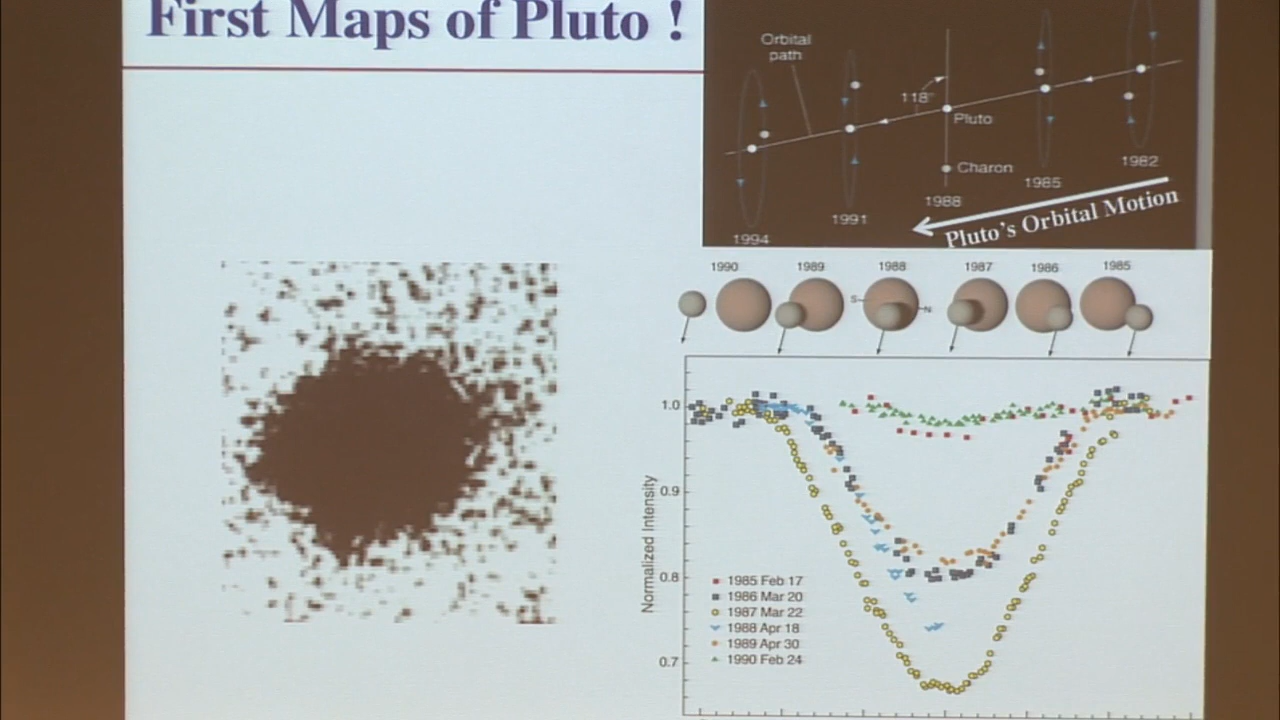 First Maps of Pluto !
Orbital
path
118°
Pluto
Charon
1982
1985
1988
1991
1994
Pluto's Orbital Motion
1990 1989 1988 1987 1986 1985
S
N
1.0
0.9
0.8
0.7
Normalized Intensity
1985 Feb 17
1986 Mar 20
1987 Mar 22
1988 Apr 18
1989 Apr 30
1990 Feb 24